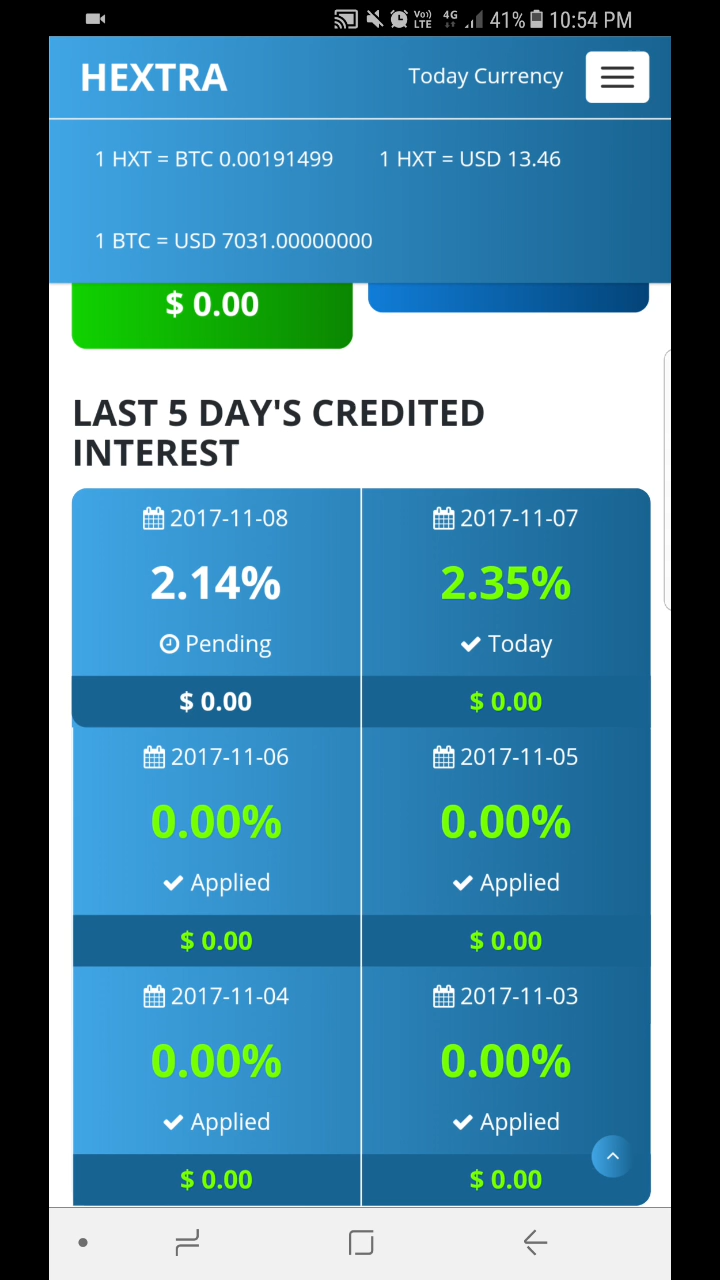 Vo)) LTE 4G 41% 10:54 PM
HEXTRA
Today Currency
1 HXT = BTC 0.00191499
1 HXT = USD 13.46
1 BTC = USD 7031.00000000
$ 0.00
LAST 5 DAY'S CREDITED
INTEREST
2017-11-08
2.14%
Pending
$ 0.00
2017-11-07
2.35%
Today
$ 0.00
2017-11-06
0.00%
Applied
$ 0.00
2017-11-05
0.00%
Applied
$ 0.00
2017-11-04
0.00%
Applied
$ 0.00
2017-11-03
0.00%
Applied
$ 0.00